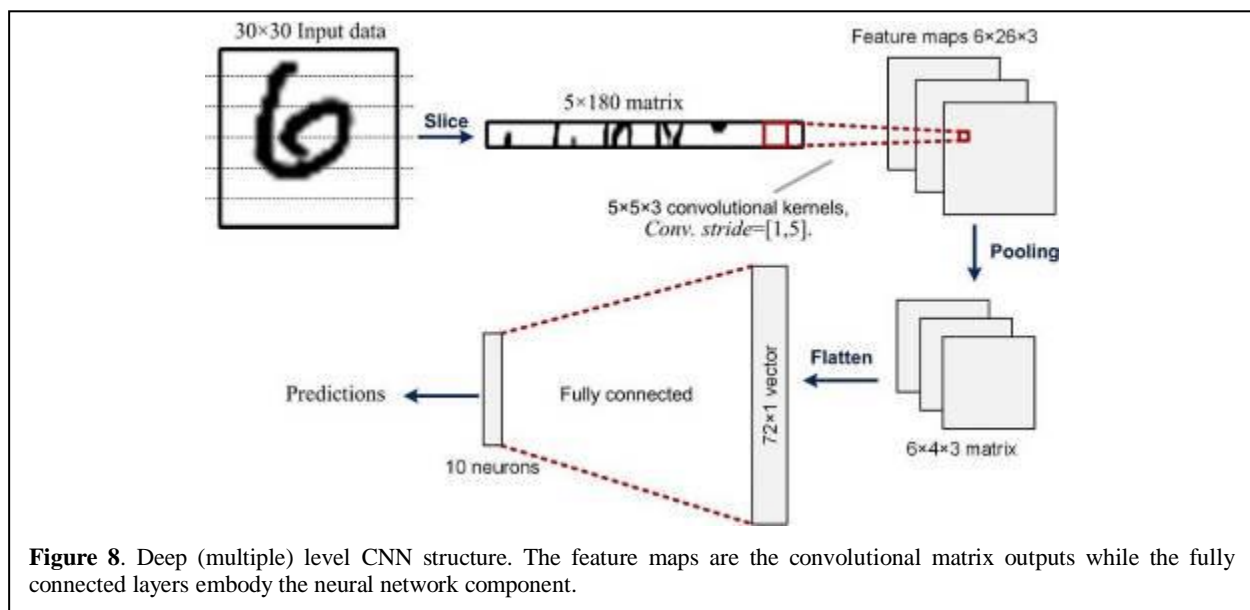 30×30 Input data
Slice
5×180 matrix
Feature maps 6×26×3
5×5×3 convolutional kernels,
Conv. stride=[1,5].
Pooling
6×4×3 matrix
Flatten
72×1 vector
Fully connected
10 neurons
Predictions
Figure 8. Deep (multiple) level CNN structure. The feature maps are the convolutional matrix outputs while the fully
connected layers embody the neural network component.